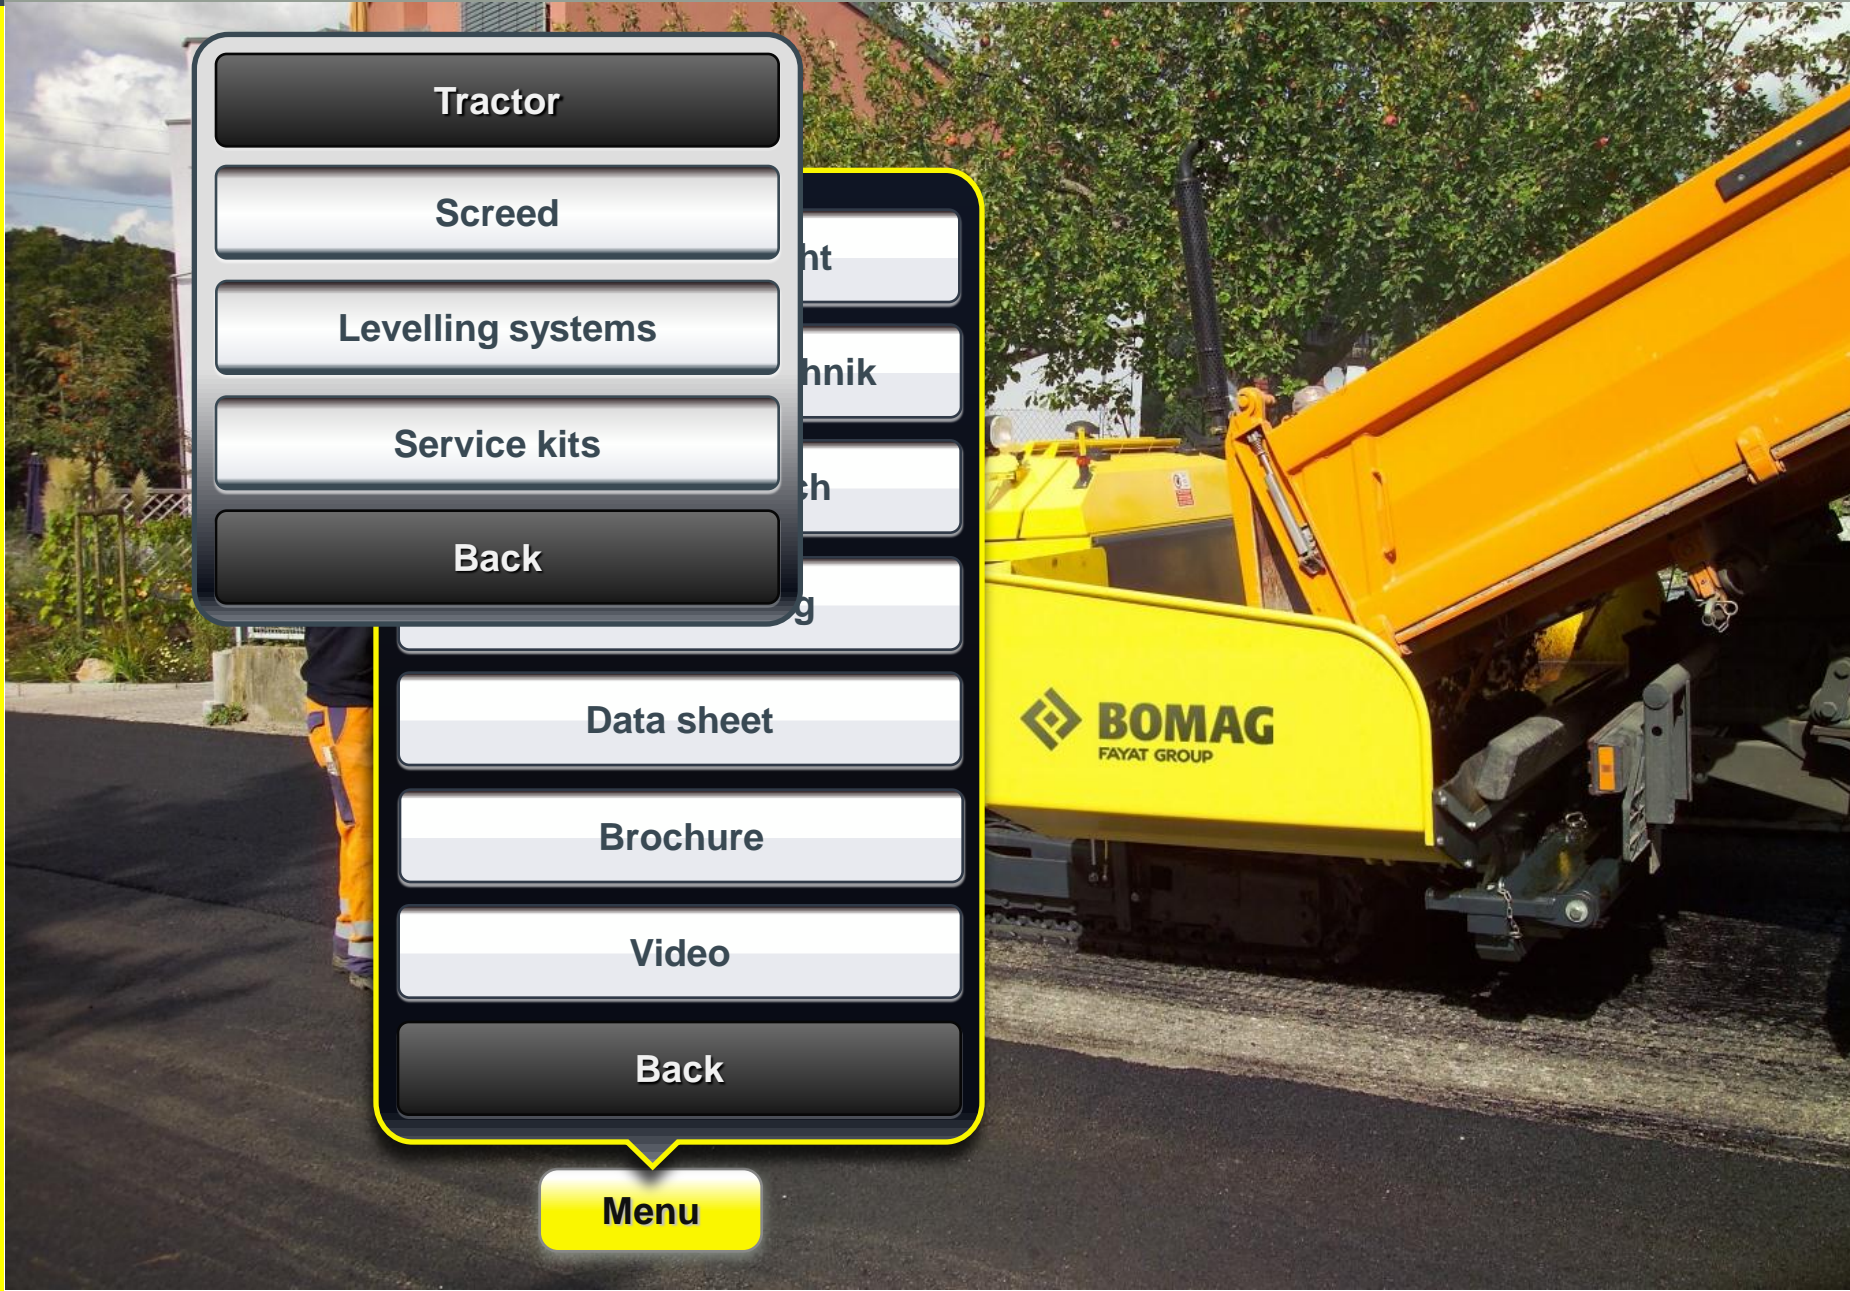 Tractor
Screed
Levelling systems
Service kits
Back
Data sheet
Brochure
Video
Back
Menu
BOMAG
FAYAT GROUP